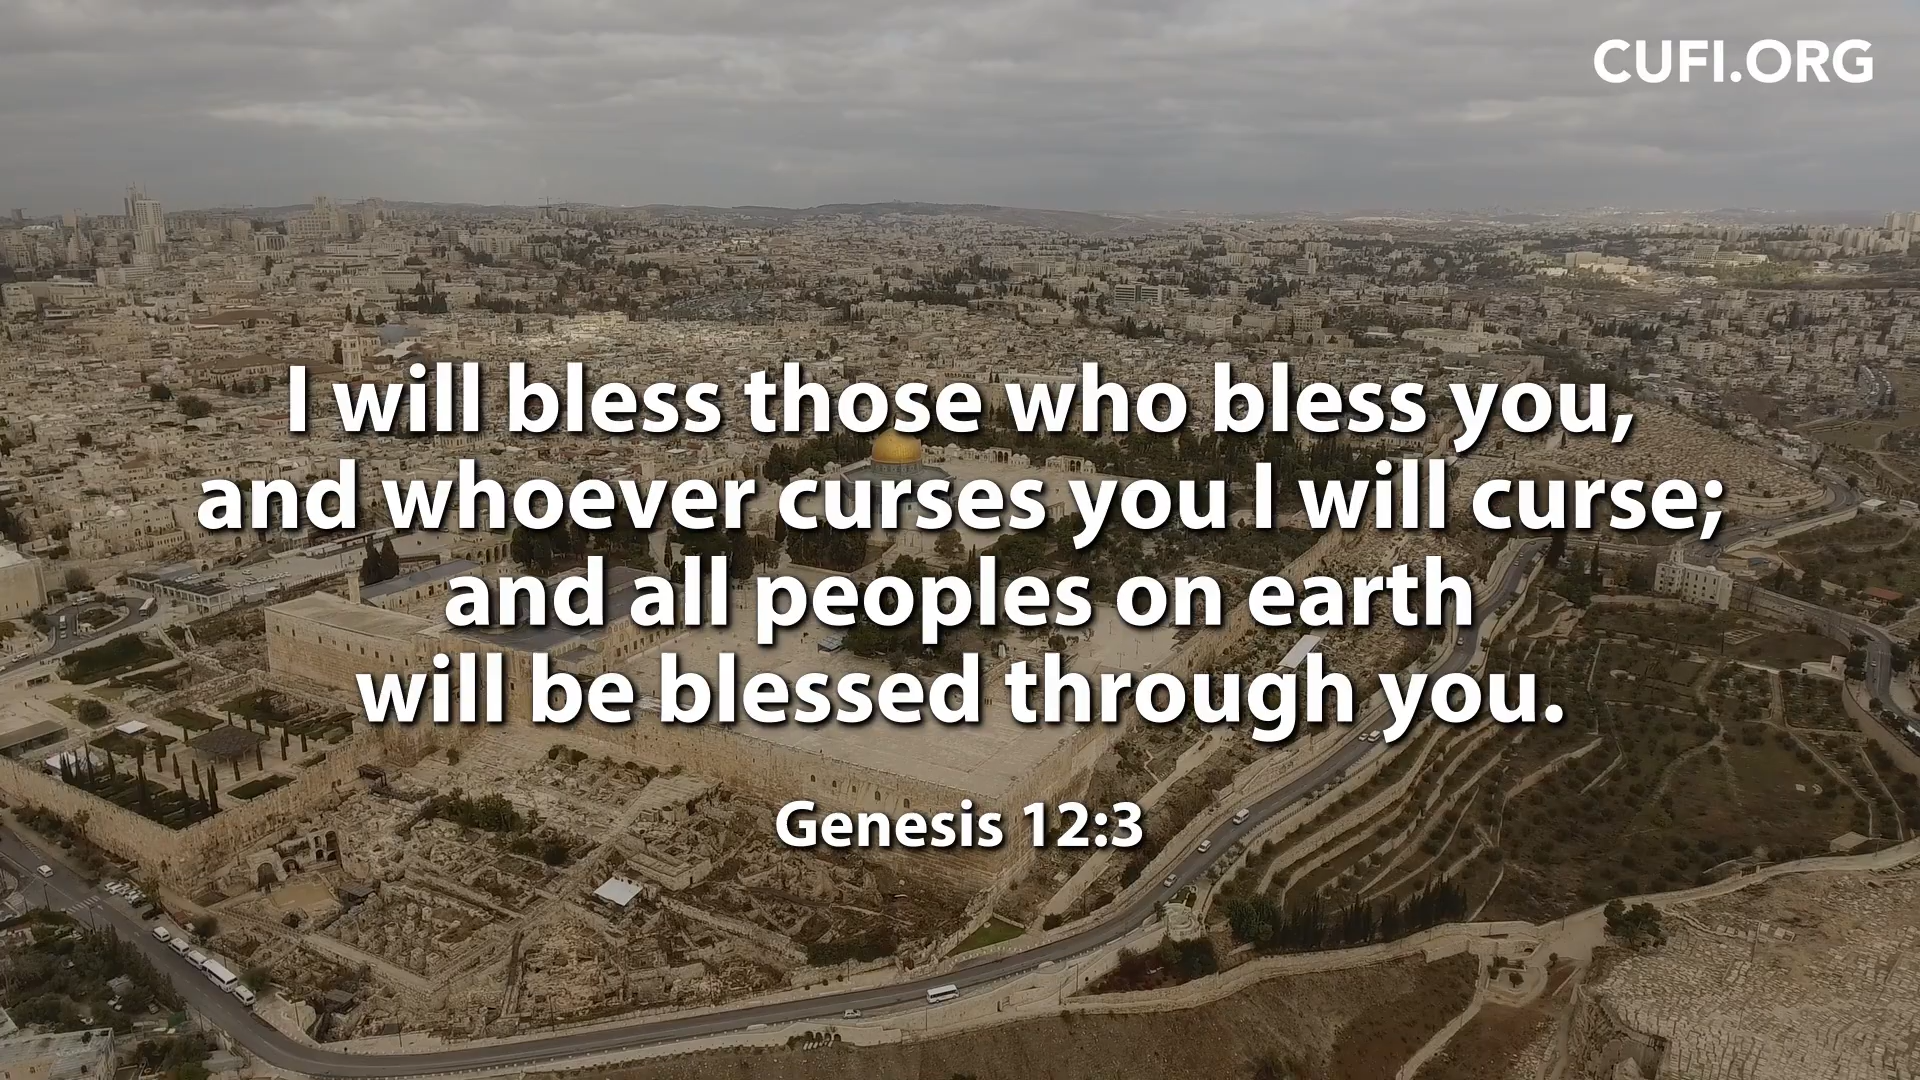 CUFI.ORG
I will bless those who bless you,
and whoever curses you I will curse;
and all peoples on earth
will be blessed through you.
Genesis 12:3